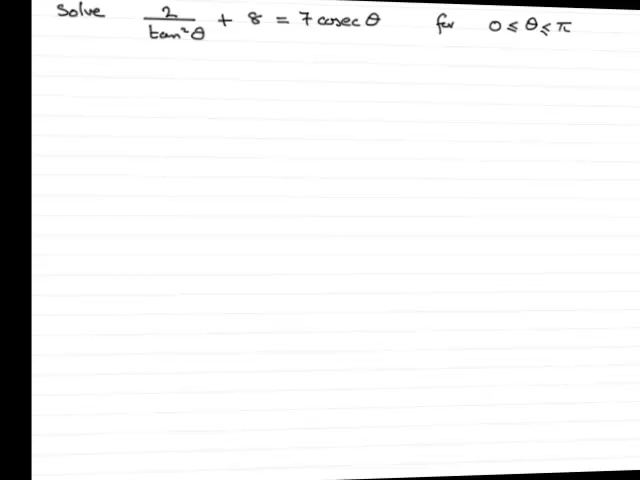 Solve 2/tan²θ + 8 = 7 cosec θ for 0 ≤ θ ≤ π